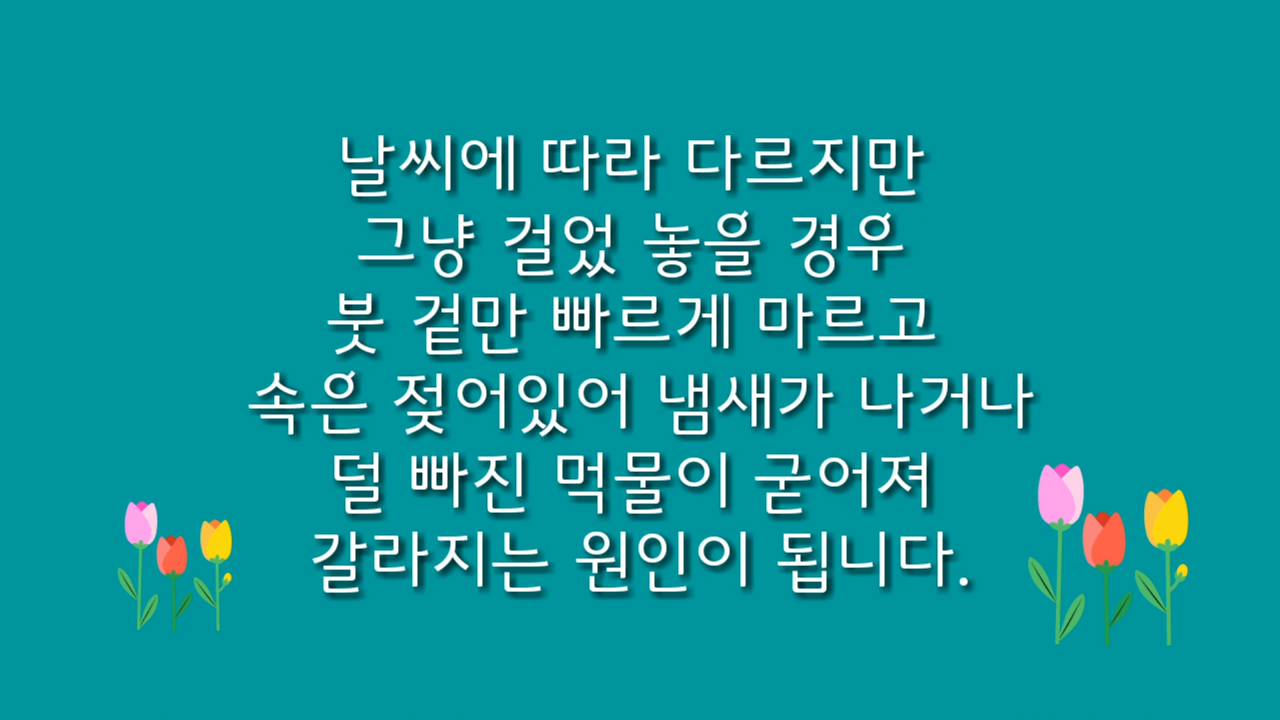 날씨에 따라 다르지만
그냥 걸었 놓을 경우
붓 겉만 빠르게 마르고
속은 젖어있어 냄새가 나거나
덜 빠진 먹물이 굳어져
갈라지는 원인이 됩니다.